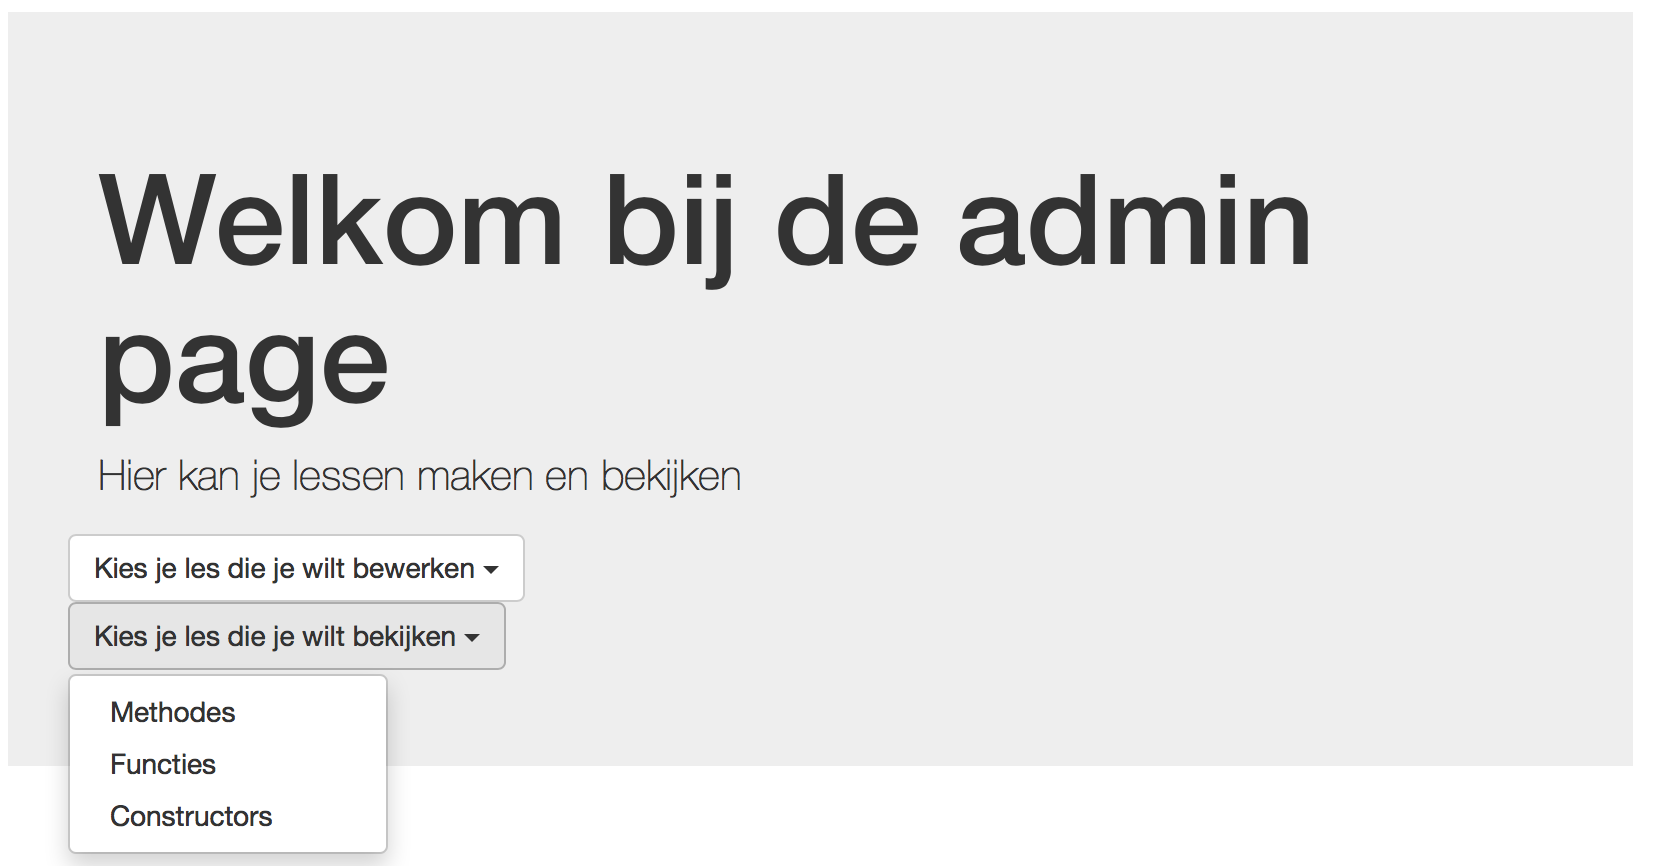 Welkom bij de admin
page
Hier kan je lessen maken en bekijken
Kies je les die je wilt bewerken
Kies je les die je wilt bekijken
Methodes
Functies
Constructors